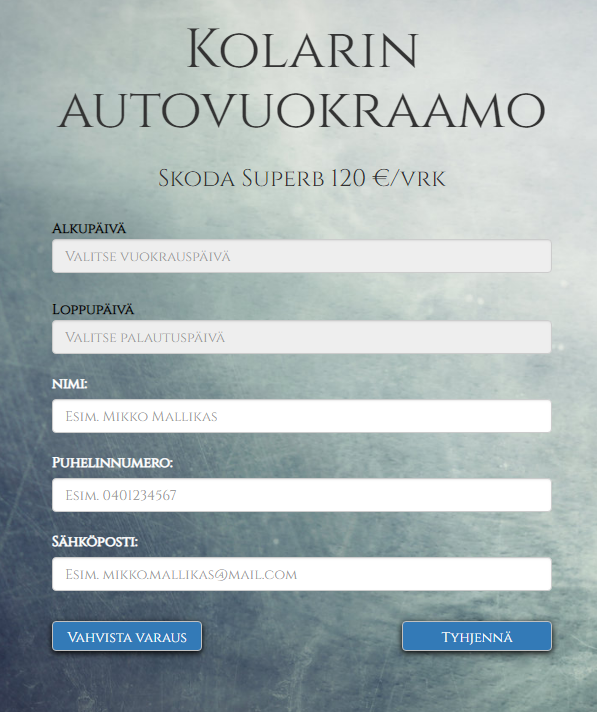 Kolarin
autovuokraamo
Skoda Superb 120 €/vrk
Alkupäivä
Valitse vuokrauspäivä
Loppupäivä
Valitse palautuspäivä
nimi:
Esim. Mikko Mallikas
Puhelinnumero:
Esim. 0401234567
Sähköposti:
Esim. mikko.mallikas@mail.com
Vahvista varaus
Tyhjennä